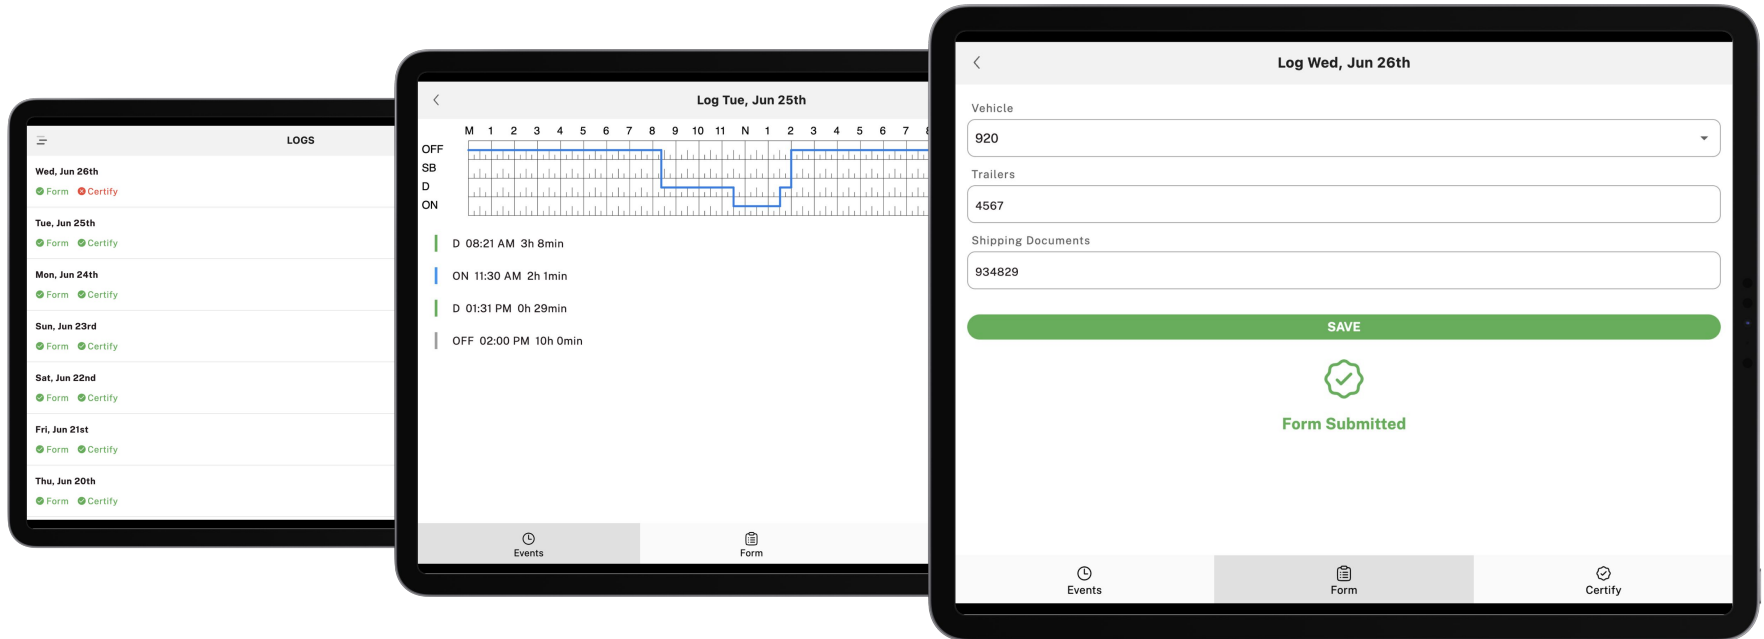 LOGS
Wed, Jun 26th
Form Certify
Tue, Jun 25th
Form Certify
Mon, Jun 24th
Form Certify
Sun, Jun 23rd
Form Certify
Sat, Jun 22nd
Form Certify
Fri, Jun 21st
Form Certify
Thu, Jun 20th
Form Certify
Log Tue, Jun 25th
M 1 2 3 4 5 6 7 8 9 10 11 N 1 2 3 4 5 6 7
OFF
SB
D
ON
D 08:21 AM 3h 8min
ON 11:30 AM 2h 1min
D 01:31 PM 0h 29min
OFF 02:00 PM 10h 0min
Events Form
Log Wed, Jun 26th
Vehicle
920
Trailers
4567
Shipping Documents
934829
SAVE
Form Submitted
Events Form Certify